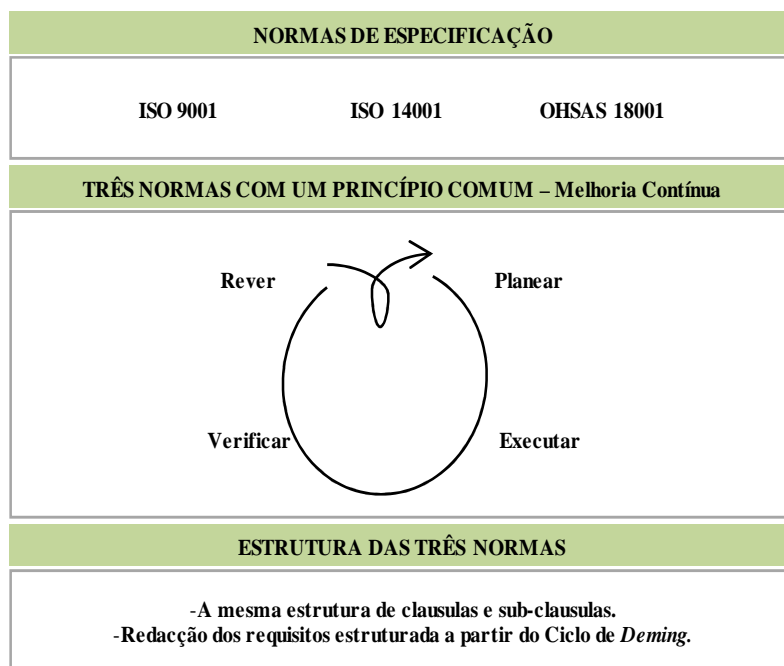 NORMAS DE ESPECIFICAÇÃO
ISO 9001 ISO 14001 OHSAS 18001
TRÊS NORMAS COM UM PRINCÍPIO COMUM – Melhoria Contínua
Rever Planear
Verificar Executar
ESTRUTURA DAS TRÊS NORMAS
-A mesma estrutura de clausulas e sub-clausulas.
-Redacção dos requisitos estruturada a partir do Ciclo de Deming.